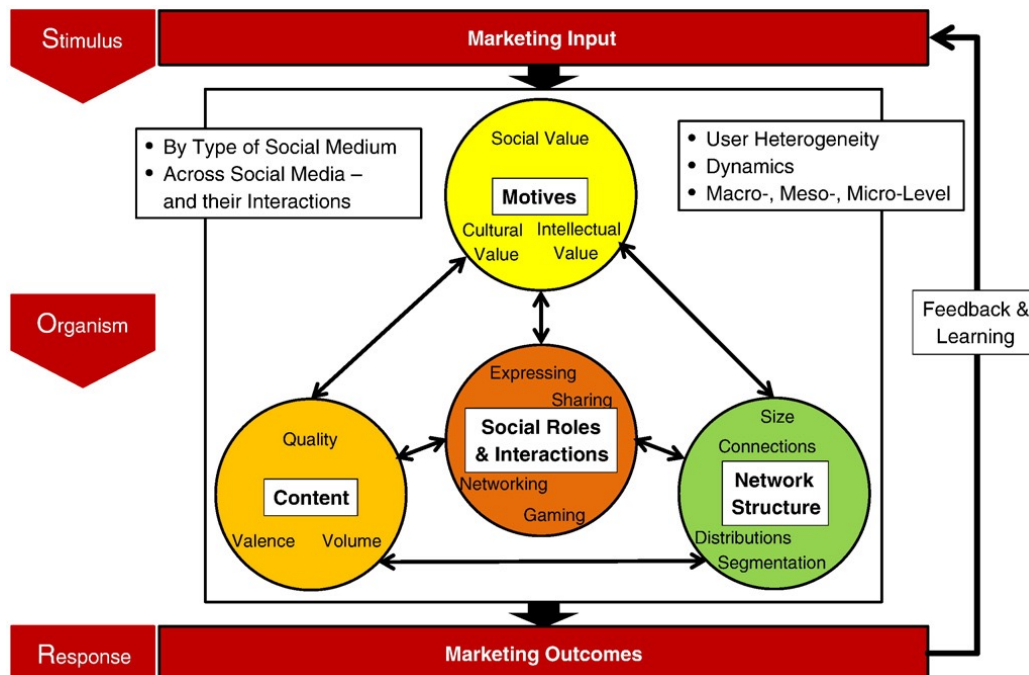 Stimulus
Marketing Input
• By Type of Social Medium
• Across Social Media –
and their Interactions
• User Heterogeneity
• Dynamics
• Macro-, Meso-, Micro-Level
Social Value
Motives
Cultural
Value
Intellectual
Value
Organism
Feedback &
Learning
Expressing
Sharing
Social Roles
& Interactions
Networking
Gaming
Quality
Content
Valence
Volume
Size
Connections
Network
Structure
Distributions
Segmentation
Response
Marketing Outcomes